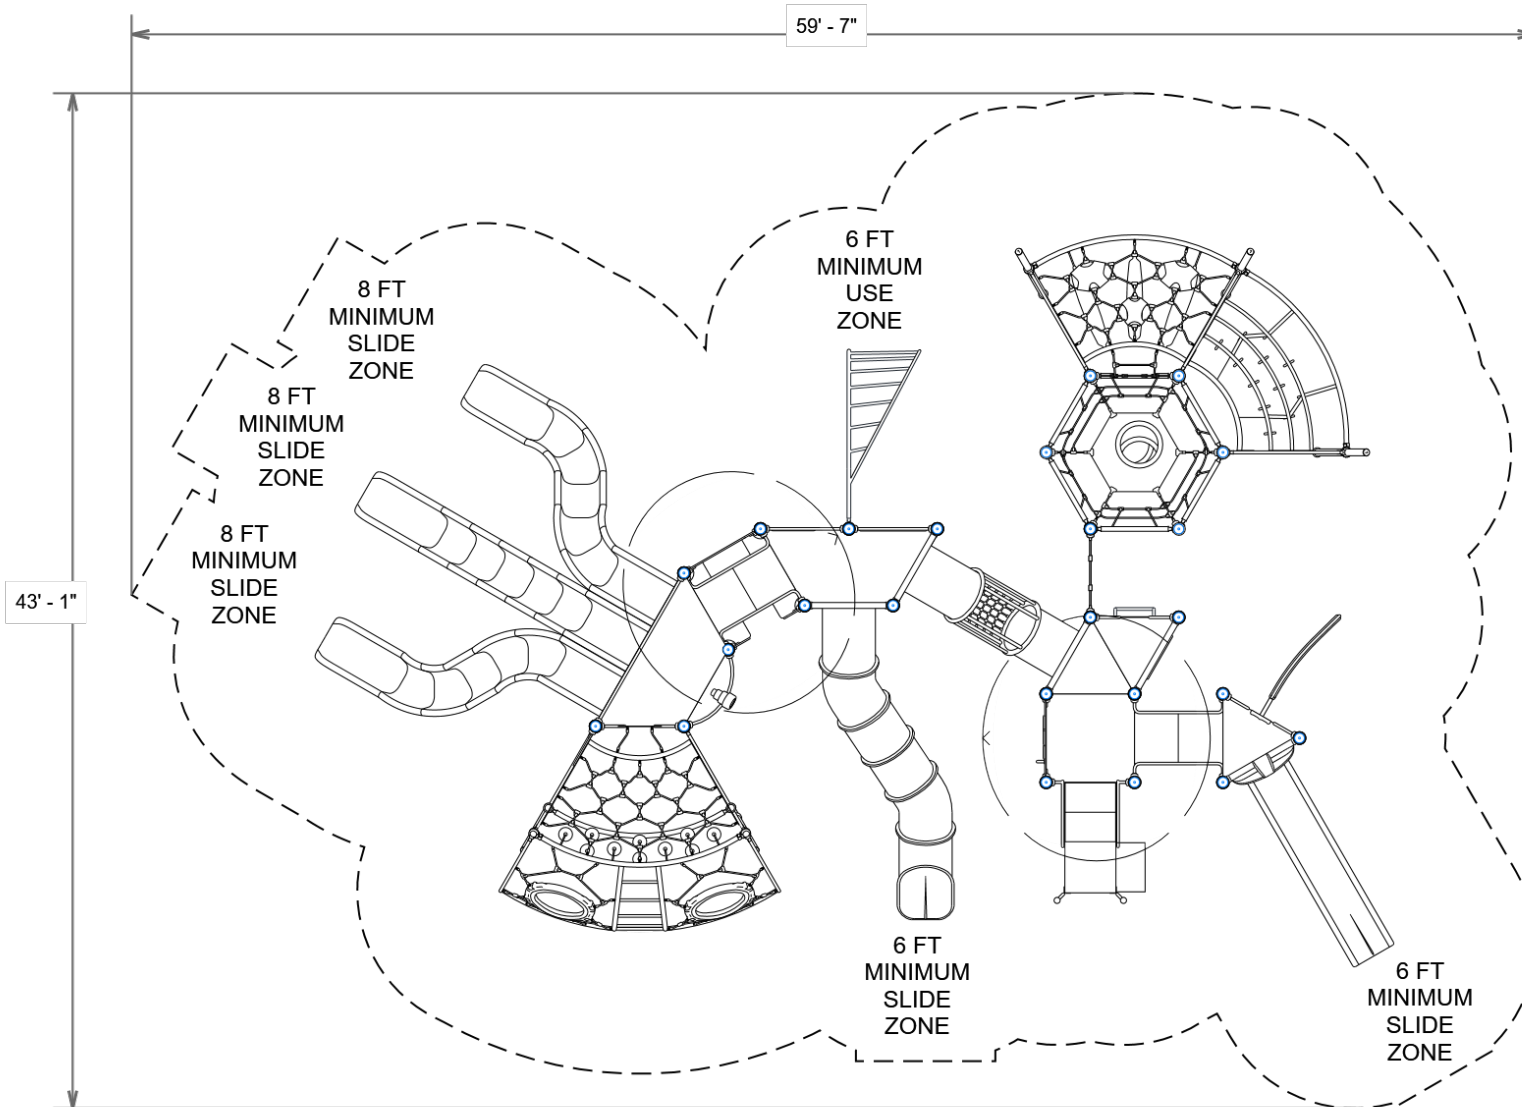 59' - 7"
6 FT
MINIMUM
USE
ZONE
8 FT
MINIMUM
SLIDE
ZONE
8 FT
MINIMUM
SLIDE
ZONE
8 FT
MINIMUM
SLIDE
ZONE
43' - 1"
6 FT
MINIMUM
SLIDE
ZONE
6 FT
MINIMUM
SLIDE
ZONE